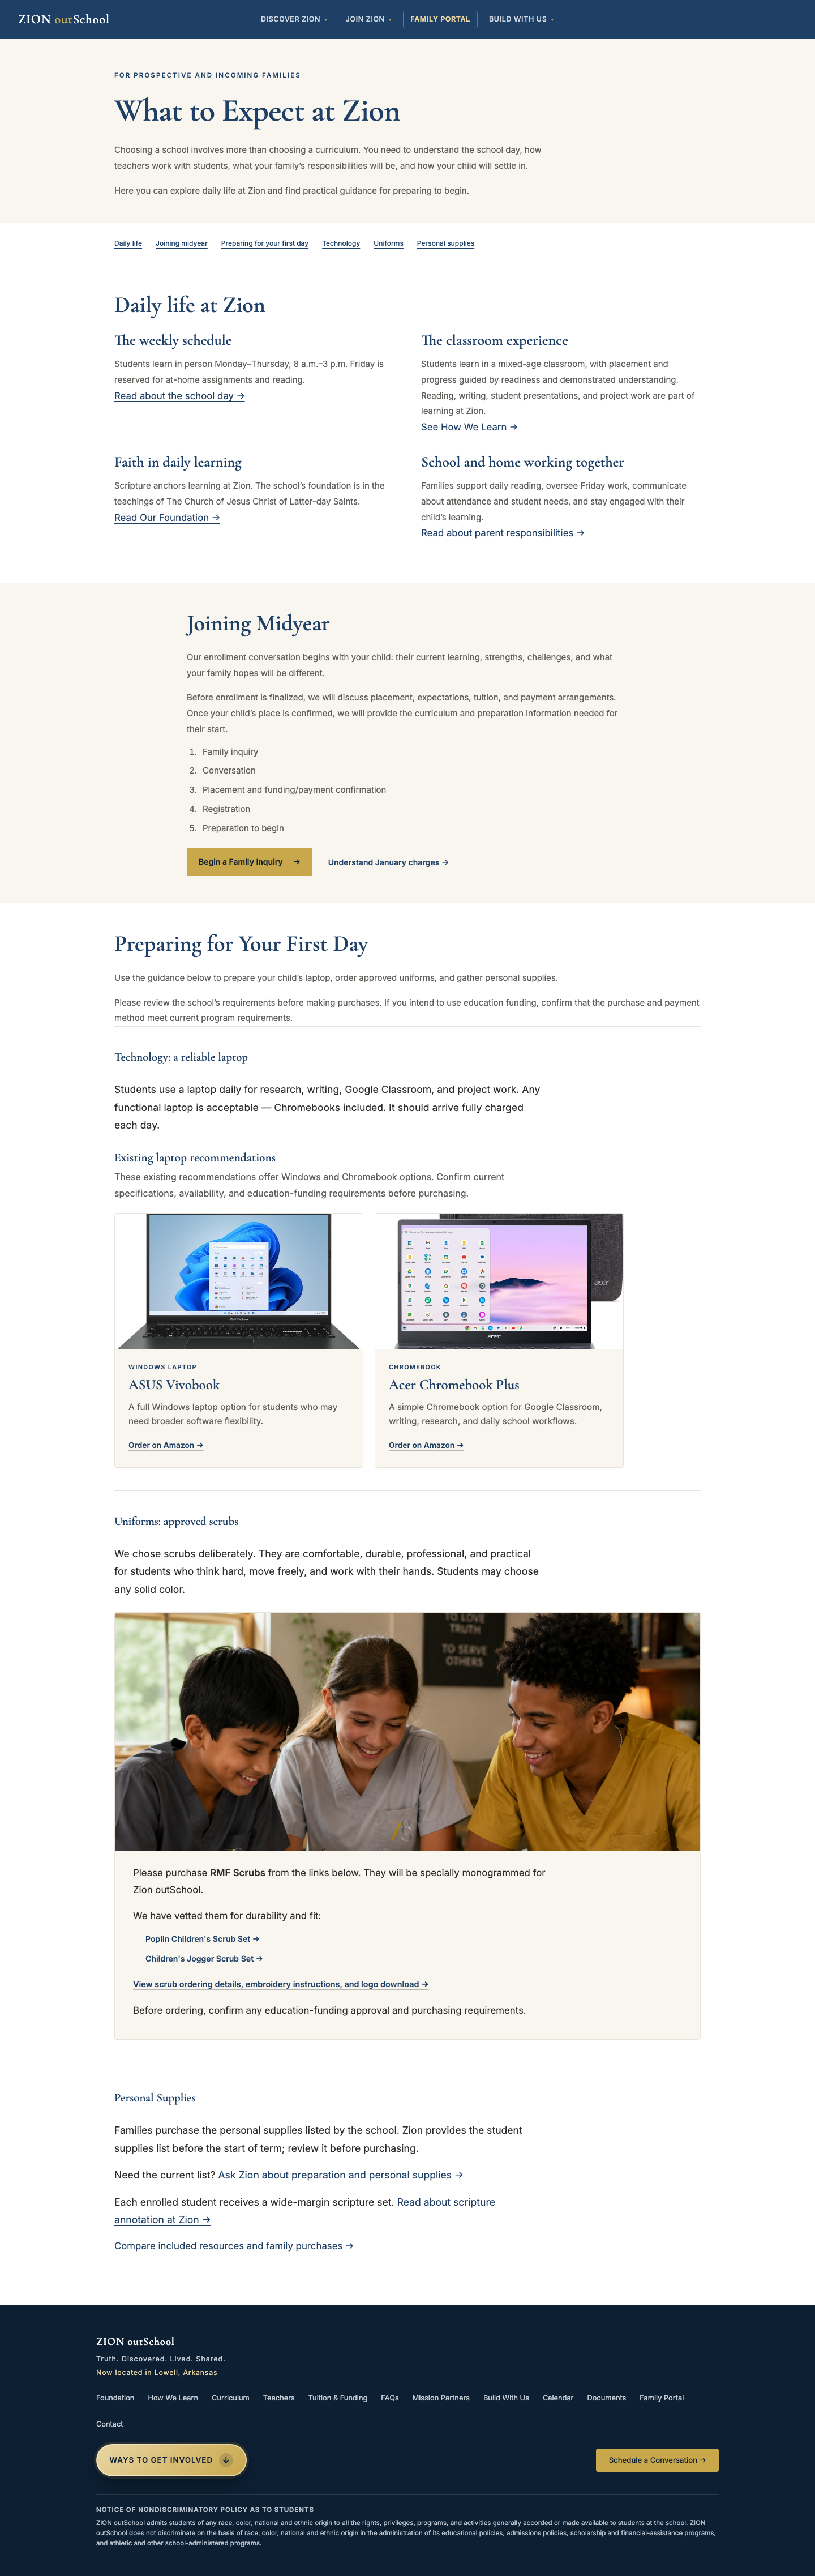 ZION outSchool
DISCOVER ZION
JOIN ZION
FAMILY PORTAL
BUILD WITH US
FOR PROSPECTIVE AND INCOMING FAMILIES
What to Expect at Zion
Choosing a school involves more than choosing a curriculum. You need to understand the school day, how
teachers work with students, what your family's responsibilities will be, and how your child will settle in.
Here you can explore daily life at Zion and find practical guidance for preparing to begin.
Daily life
Joining midyear
Preparing for your first day
Technology
Uniforms
Personal supplies
Daily life at Zion
The weekly schedule
Students learn in person Monday–Thursday, 8 a.m.–3 p.m. Friday is
reserved for at-home assignments and reading.
Read about the school day →
The classroom experience
Students learn in a mixed-age classroom, with placement and
progress guided by readiness and demonstrated understanding.
Reading, writing, student presentations, and project work are part of
learning at Zion.
See How We Learn →
Faith in daily learning
Scripture anchors learning at Zion. The school's foundation is in the
teachings of The Church of Jesus Christ of Latter-day Saints.
Read Our Foundation →
School and home working together
Families support daily reading, oversee Friday work, communicate
about attendance and student needs, and stay engaged with their
child's learning.
Read about parent responsibilities →
Joining Midyear
Our enrollment conversation begins with your child: their current learning, strengths, challenges, and what
your family hopes will be different.
Before enrollment is finalized, we will discuss placement, expectations, tuition, and payment arrangements.
Once your child's place is confirmed, we will provide the curriculum and preparation information needed for
their start.
1. Family inquiry
2. Conversation
3. Placement and funding/payment confirmation
4. Registration
5. Preparation to begin
Begin a Family Inquiry →
Understand January charges →
Preparing for Your First Day
Use the guidance below to prepare your child's laptop, order approved uniforms, and gather personal supplies.
Please review the school's requirements before making purchases. If you intend to use education funding, confirm that the purchase and payment
method meet current program requirements.
Technology: a reliable laptop
Students use a laptop daily for research, writing, Google Classroom, and project work. Any
functional laptop is acceptable — Chromebooks included. It should arrive fully charged
each day.
Existing laptop recommendations
These existing recommendations offer Windows and Chromebook options. Confirm current
specifications, availability, and education-funding requirements before purchasing.
acer
acer
WINDOWS LAPTOP
ASUS Vivobook
A full Windows laptop option for students who may
need broader software flexibility.
Order on Amazon →
CHROMEBOOK
Acer Chromebook Plus
A simple Chromebook option for Google Classroom,
writing, research, and daily school workflows.
Order on Amazon →
Uniforms: approved scrubs
We chose scrubs deliberately. They are comfortable, durable, professional, and practical
for students who think hard, move freely, and work with their hands. Students may choose
any solid color.
TO LOVE
TRUTH
TO SERVE
OTHERS
Please purchase RMF Scrubs from the links below. They will be specially monogrammed for
Zion outSchool.
We have vetted them for durability and fit:
Poplin Children's Scrub Set →
Children's Jogger Scrub Set →
View scrub ordering details, embroidery instructions, and logo download →
Before ordering, confirm any education-funding approval and purchasing requirements.
Personal Supplies
Families purchase the personal supplies listed by the school. Zion provides the student
supplies list before the start of term; review it before purchasing.
Need the current list? Ask Zion about preparation and personal supplies →
Each enrolled student receives a wide-margin scripture set. Read about scripture
annotation at Zion →
Compare included resources and family purchases →
ZION outSchool
Truth. Discovered. Lived. Shared.
Now located in Lowell, Arkansas
Foundation
How We Learn
Curriculum
Teachers
Tuition & Funding
FAQs
Mission Partners
Build With Us
Calendar
Documents
Family Portal
Contact
WAYS TO GET INVOLVED ↓
Schedule a Conversation →
NOTICE OF NONDISCRIMINATORY POLICY AS TO STUDENTS
ZION outSchool admits students of any race, color, national and ethnic origin to all the rights, privileges, programs, and activities generally accorded or made available to students at the school. ZION
outSchool does not discriminate on the basis of race, color, national and ethnic origin in the administration of its educational policies, admissions policies, scholarship and financial-assistance programs,
and athletic and other school-administered programs.